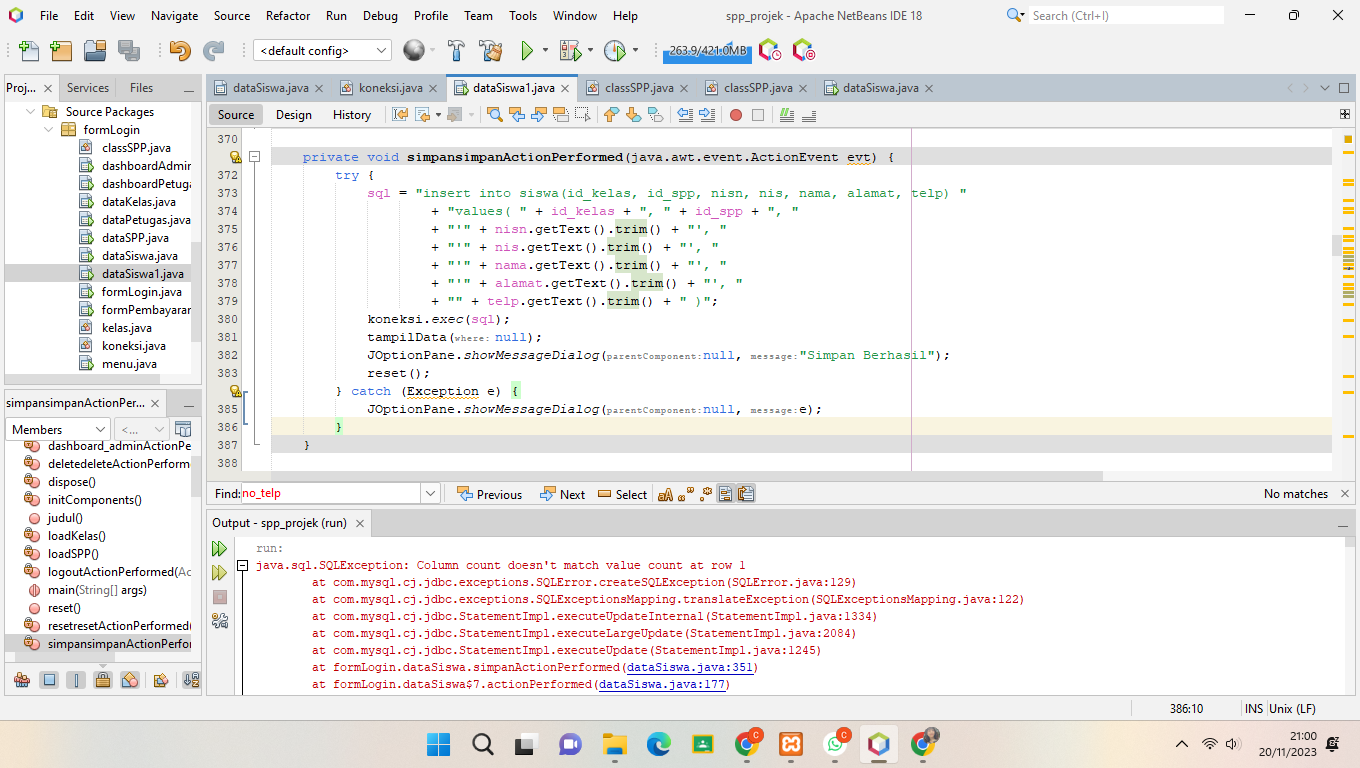 File Edit View Navigate Source Refactor Run Debug Profile Team Tools Window Help
spp_projek - Apache NetBeans IDE 18
Search (Ctrl+I)
<default config>
263.9/421.0MB
Proj... Services Files
Source Packages
formLogin
classSPP.java
dashboardAdmin
dashboardPetuga
dataKelas.java
dataPetugas.java
dataSPP.java
dataSiswa.java
dataSiswa1.java
formLogin.java
formPembayaran
kelas.java
koneksi.java
menu.java
simpansimpanActionPer...
Members
<...
dashboard_adminActionPe
deletedeleteActionPerform
dispose()
initComponents()
judul()
loadKelas()
loadSPP()
logoutActionPerformed(Ac
main(String[] args)
reset()
resetresetActionPerformed(
simpansimpanActionPerfor
dataSiswa.java koneksi.java dataSiswa1.java classSPP.java classSPP.java dataSiswa.java
Source Design History
370
private void simpansimpanActionPerformed(java.awt.event.ActionEvent evt) {
372 try {
373 sql = "insert into siswa(id_kelas, id_spp, nisn, nis, nama, alamat, telp) "
374 + "values( " + id_kelas + ", " + id_spp + ", "
375 + "'" + nisn.getText().trim() + "', "
376 + "'" + nis.getText().trim() + "', "
377 + "'" + nama.getText().trim() + "', "
378 + "'" + alamat.getText().trim() + "', "
379 + "" + telp.getText().trim() + " )";
380 koneksi.exec(sql);
381 tampilData(where: null);
382 JOptionPane.showMessageDialog(parentComponent:null, message:"Simpan Berhasil");
383 reset();
} catch (Exception e) {
385 JOptionPane.showMessageDialog(parentComponent:null, message:e);
386 }
387 }
388
Find: no_telp Previous Next Select aA No matches
Output - spp_projek (run)
run:
java.sql.SQLException: Column count doesn't match value count at row 1
at com.mysql.cj.jdbc.exceptions.SQLError.createSQLException(SQLError.java:129)
at com.mysql.cj.jdbc.exceptions.SQLExceptionsMapping.translateException(SQLExceptionsMapping.java:122)
at com.mysql.cj.jdbc.StatementImpl.executeUpdateInternal(StatementImpl.java:1334)
at com.mysql.cj.jdbc.StatementImpl.executeLargeUpdate(StatementImpl.java:2084)
at com.mysql.cj.jdbc.StatementImpl.executeUpdate(StatementImpl.java:1245)
at formLogin.dataSiswa.simpanActionPerformed(dataSiswa.java:351)
at formLogin.dataSiswa$7.actionPerformed(dataSiswa.java:177)
386:10 INS Unix (LF)
21:00
20/11/2023